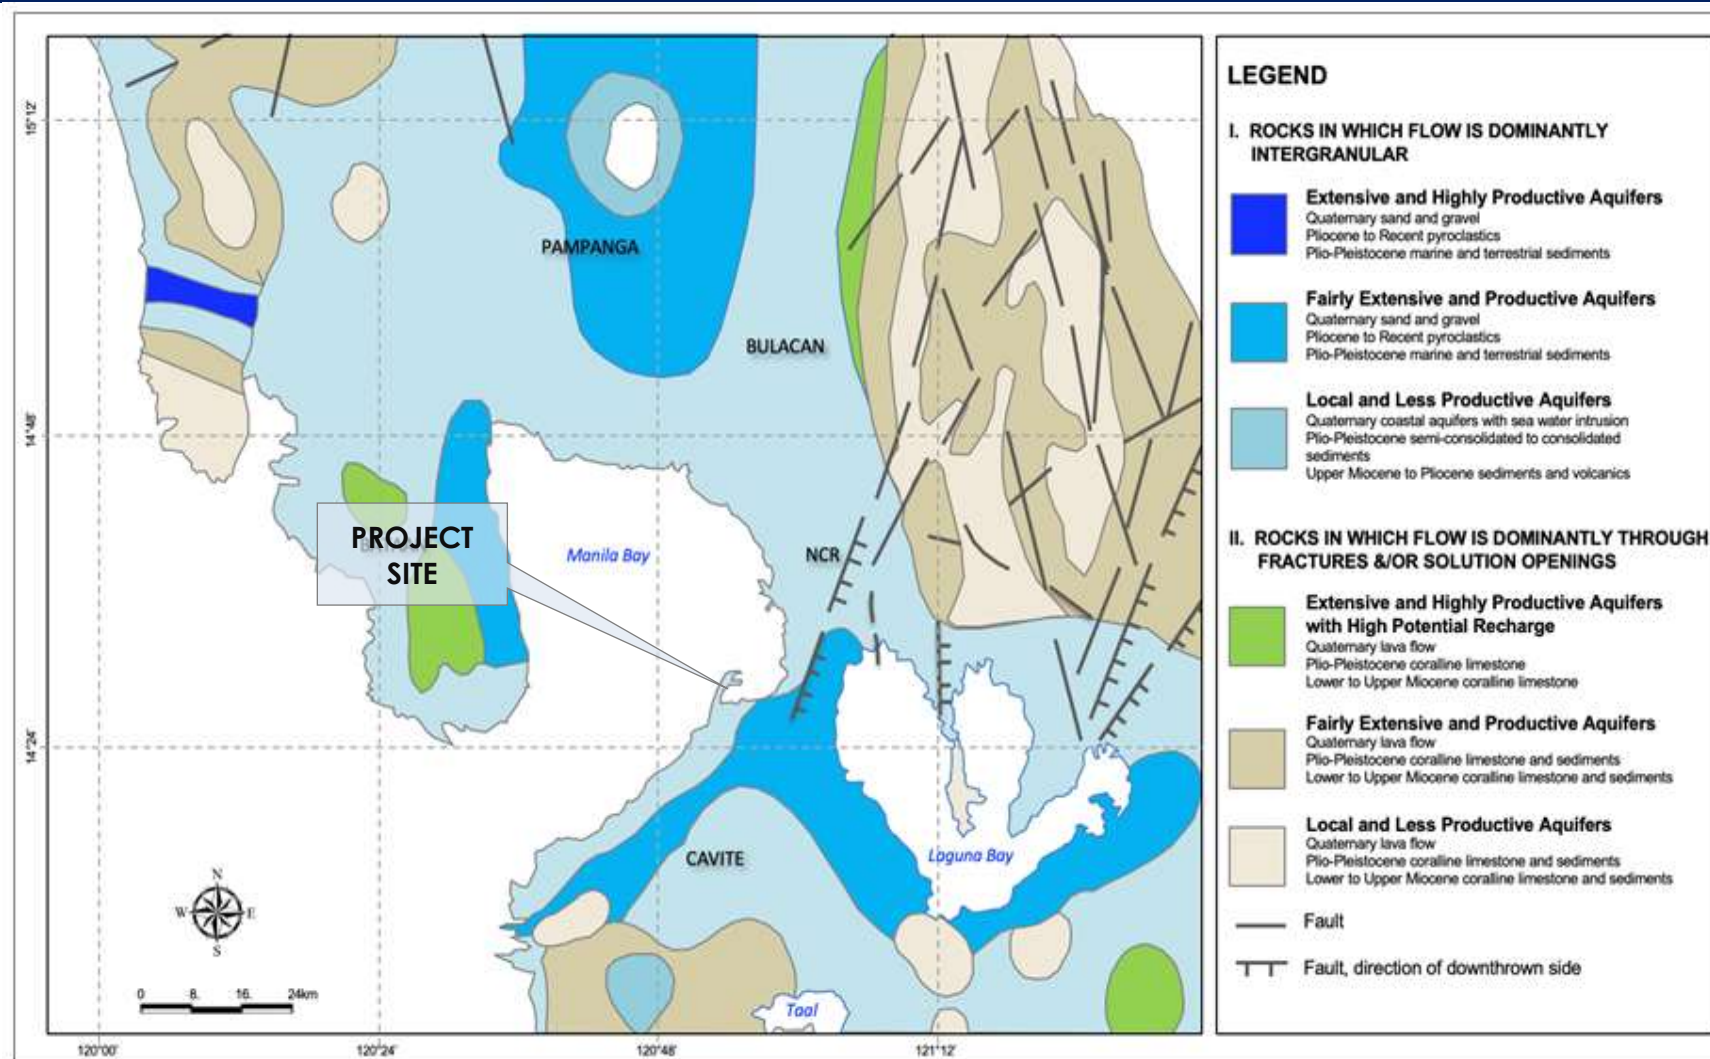 15°12'
14°48'
14°24'
120°00'
120°24'
120°48'
121°12'
PAMPANGA
BULACAN
PROJECT
SITE
Manila Bay
NCR
CAVITE
Laguna Bay
Taal
N
W
E
S
0
8.
16.
24km
LEGEND
I. ROCKS IN WHICH FLOW IS DOMINANTLY
INTERGRANULAR
Extensive and Highly Productive Aquifers
Quaternary sand and gravel
Pliocene to Recent pyroclastics
Plio-Pleistocene marine and terrestrial sediments
Fairly Extensive and Productive Aquifers
Quaternary sand and gravel
Pliocene to Recent pyroclastics
Plio-Pleistocene marine and terrestrial sediments
Local and Less Productive Aquifers
Quaternary coastal aquifers with sea water intrusion
Plio-Pleistocene semi-consolidated to consolidated
sediments
Upper Miocene to Pliocene sediments and volcanics
II. ROCKS IN WHICH FLOW IS DOMINANTLY THROUGH
FRACTURES &/OR SOLUTION OPENINGS
Extensive and Highly Productive Aquifers
with High Potential Recharge
Quaternary lava flow
Plio-Pleistocene coralline limestone
Lower to Upper Miocene coralline limestone
Fairly Extensive and Productive Aquifers
Quaternary lava flow
Plio-Pleistocene coralline limestone and sediments
Lower to Upper Miocene coralline limestone and sediments
Local and Less Productive Aquifers
Quaternary lava flow
Plio-Pleistocene coralline limestone and sediments
Lower to Upper Miocene coralline limestone and sediments
Fault
Fault, direction of downthrown side